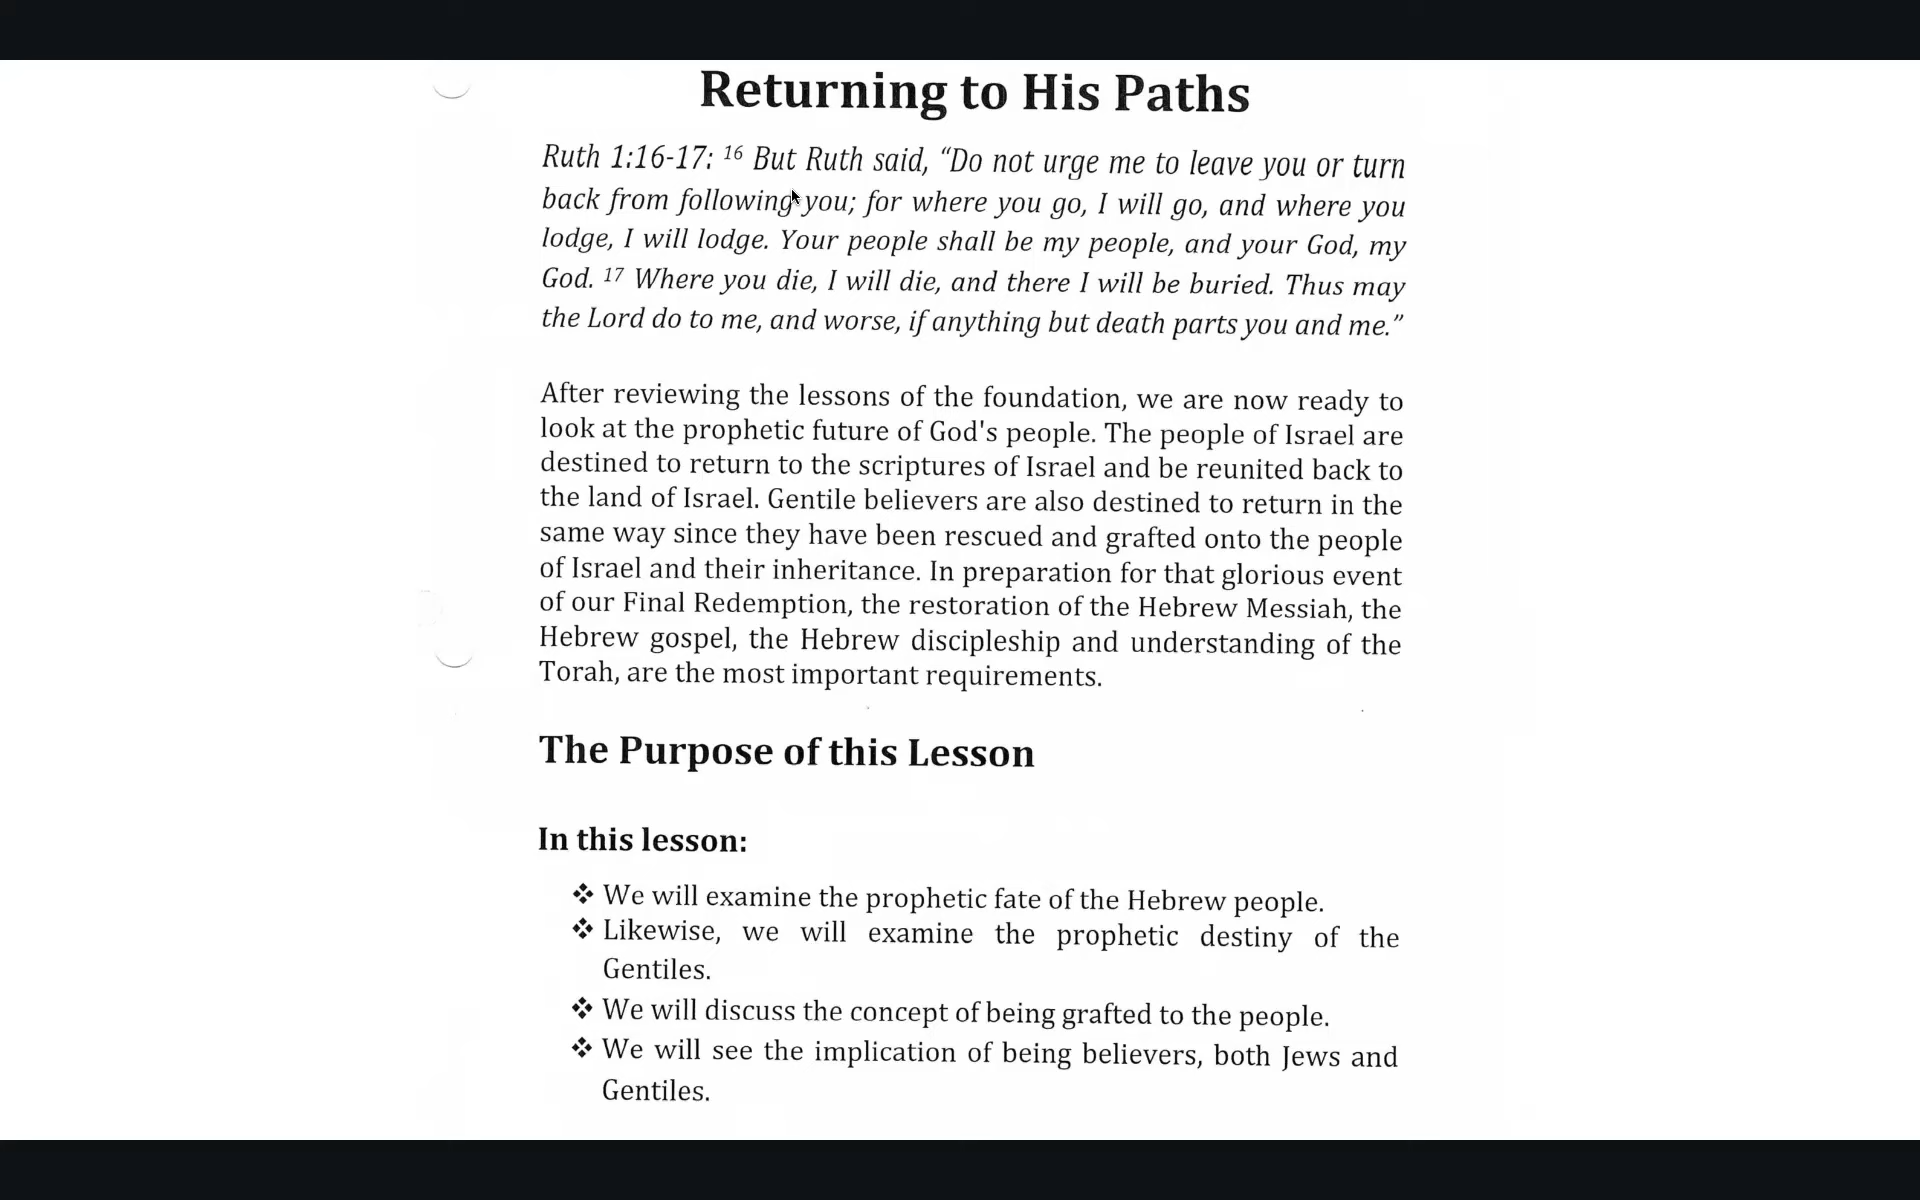 Returning to His Paths
Ruth 1:16-17: 16 But Ruth said, “Do not urge me to leave you or turn
back from following you; for where you go, I will go, and where you
lodge, I will lodge. Your people shall be my people, and your God, my
God. 17 Where you die, I will die, and there I will be buried. Thus may
the Lord do to me, and worse, if anything but death parts you and me.”
After reviewing the lessons of the foundation, we are now ready to
look at the prophetic future of God's people. The people of Israel are
destined to return to the scriptures of Israel and be reunited back to
the land of Israel. Gentile believers are also destined to return in the
same way since they have been rescued and grafted onto the people
of Israel and their inheritance. In preparation for that glorious event
of our Final Redemption, the restoration of the Hebrew Messiah, the
Hebrew gospel, the Hebrew discipleship and understanding of the
Torah, are the most important requirements.
The Purpose of this Lesson
In this lesson:
❖ We will examine the prophetic fate of the Hebrew people.
❖ Likewise, we will examine the prophetic destiny of the
Gentiles.
❖ We will discuss the concept of being grafted to the people.
❖ We will see the implication of being believers, both Jews and
Gentiles.